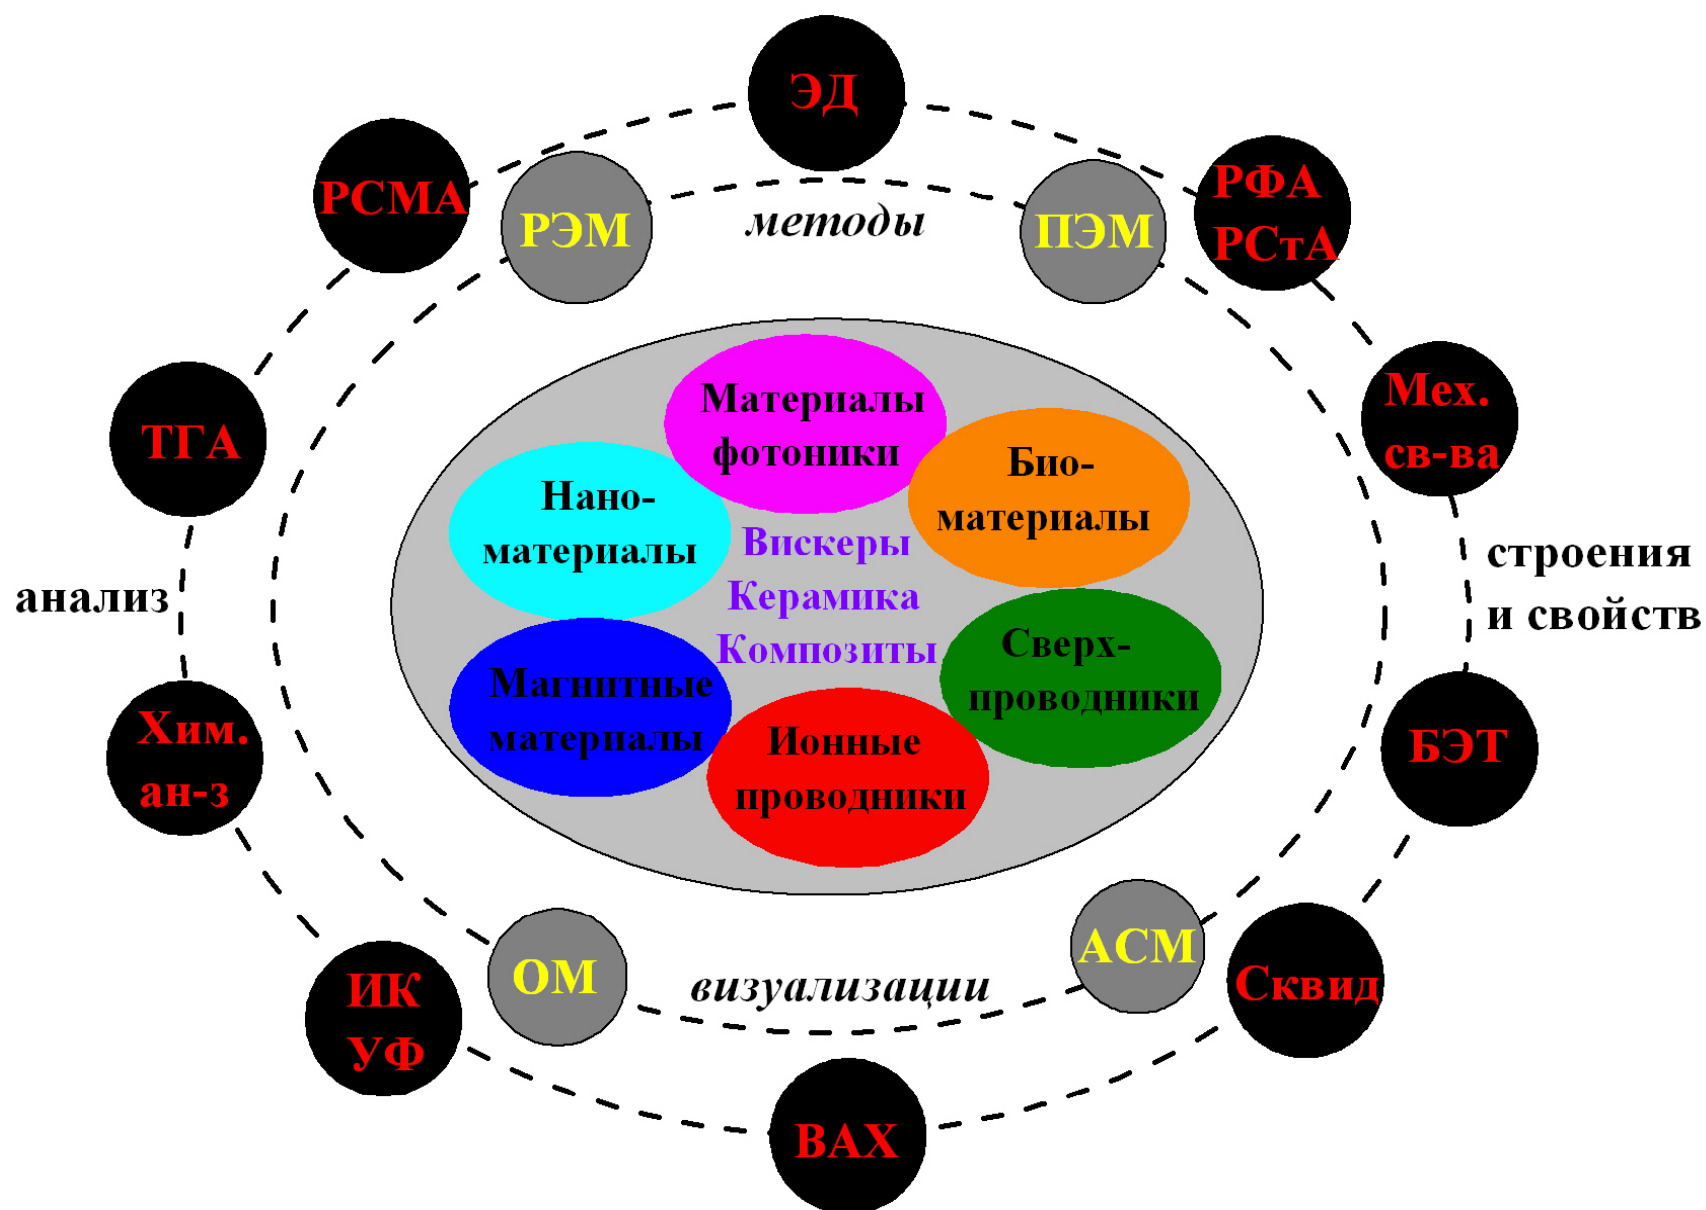 ЭД
РСМА
РЭМ
методы
ПЭМ
РФА
РСтА
Мех.
св-ва
ТГА
Материалы
фотоники
Био-
материалы
Нано-
материалы
Вискеры
Керамика
Композиты
анализ
строения
и свойств
Сверх-
проводники
Магнитные
материалы
Ионные
проводники
Хим.
ан-з
БЭТ
ОМ
визуализации
АСМ
Сквид
ИК
УФ
ВАХ